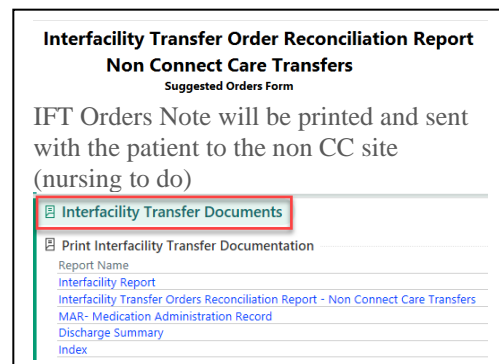 Interfacility Transfer Order Reconciliation Report
Non Connect Care Transfers
Suggested Orders Form
IFT Orders Note will be printed and sent
with the patient to the non CC site
(nursing to do)
Interfacility Transfer Documents
Print Interfacility Transfer Documentation
Report Name
Interfacility Report
Interfacility Transfer Orders Reconciliation Report - Non Connect Care Transfers
MAR- Medication Administration Record
Discharge Summary
Index